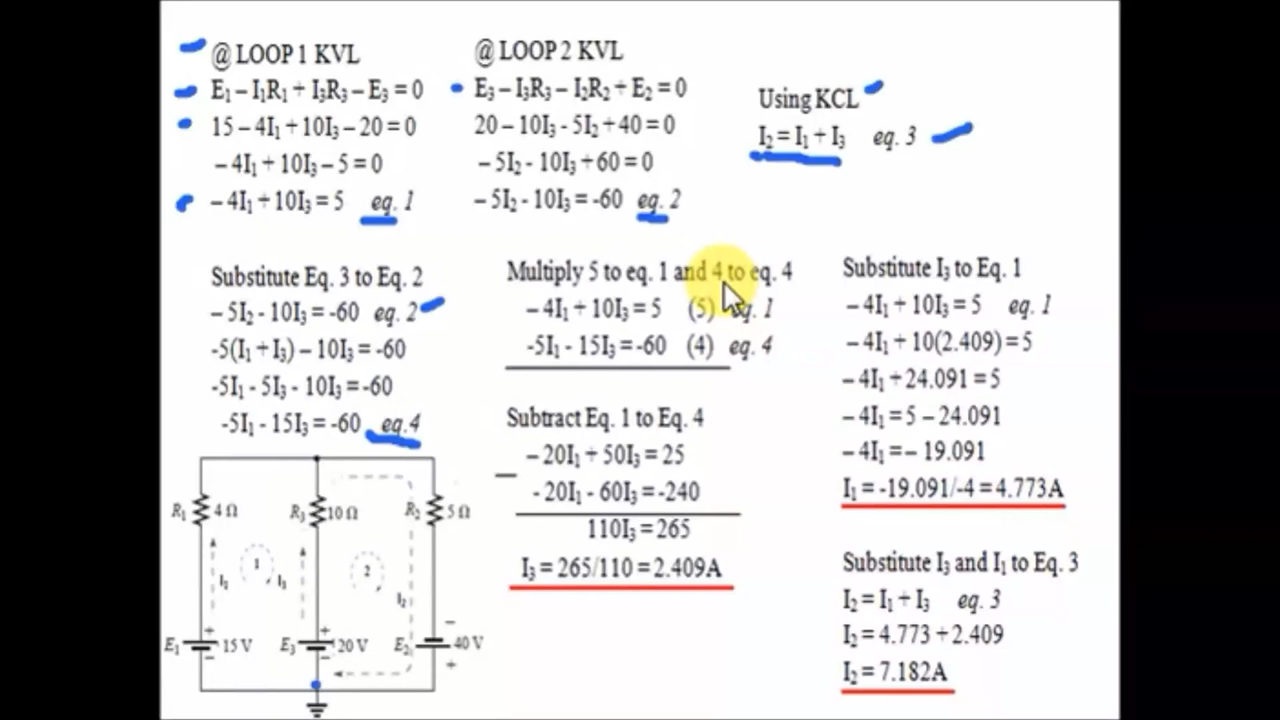 @ LOOP 1 KVL
E₁ – I₁R₁ + I₃R₃ – E₃ = 0
15 – 4I₁ + 10I₃ – 20 = 0
– 4I₁ + 10I₃ – 5 = 0
– 4I₁ + 10I₃ = 5 eq. 1
@ LOOP 2 KVL
E₃ – I₃R₃ – I₂R₂ + E₂ = 0
20 – 10I₃ - 5I₂ + 40 = 0
– 5I₂ - 10I₃ + 60 = 0
– 5I₂ - 10I₃ = -60 eq. 2
Using KCL
I₂ = I₁ + I₃ eq. 3
Substitute Eq. 3 to Eq. 2
– 5I₂ - 10I₃ = -60 eq. 2
-5(I₁ + I₃) – 10I₃ = -60
-5I₁ - 5I₃ - 10I₃ = -60
-5I₁ - 15I₃ = -60 eq.4
Multiply 5 to eq. 1 and 4 to eq. 4
– 4I₁ + 10I₃ = 5 (5) eq. 1
-5I₁ - 15I₃ = -60 (4) eq. 4
Subtract Eq. 1 to Eq. 4
– 20I₁ + 50I₃ = 25
–
-20I₁ - 60I₃ = -240
110I₃ = 265
I₃ = 265/110 = 2.409A
Substitute I₃ to Eq. 1
– 4I₁ + 10I₃ = 5 eq. 1
– 4I₁ + 10(2.409) = 5
– 4I₁ + 24.091 = 5
– 4I₁ = 5 – 24.091
– 4I₁ = – 19.091
I₁ = -19.091/-4 = 4.773A
Substitute I₃ and I₁ to Eq. 3
I₂ = I₁ + I₃ eq. 3
I₂ = 4.773 + 2.409
I₂ = 7.182A
R₁ 4 Ω
R₃ 10 Ω
R₂ 5 Ω
1
2
I₁
I₃
I₂
+
+
–
E₁ 15 V
E₃ 20 V
E₂ 40 V
–
–
+